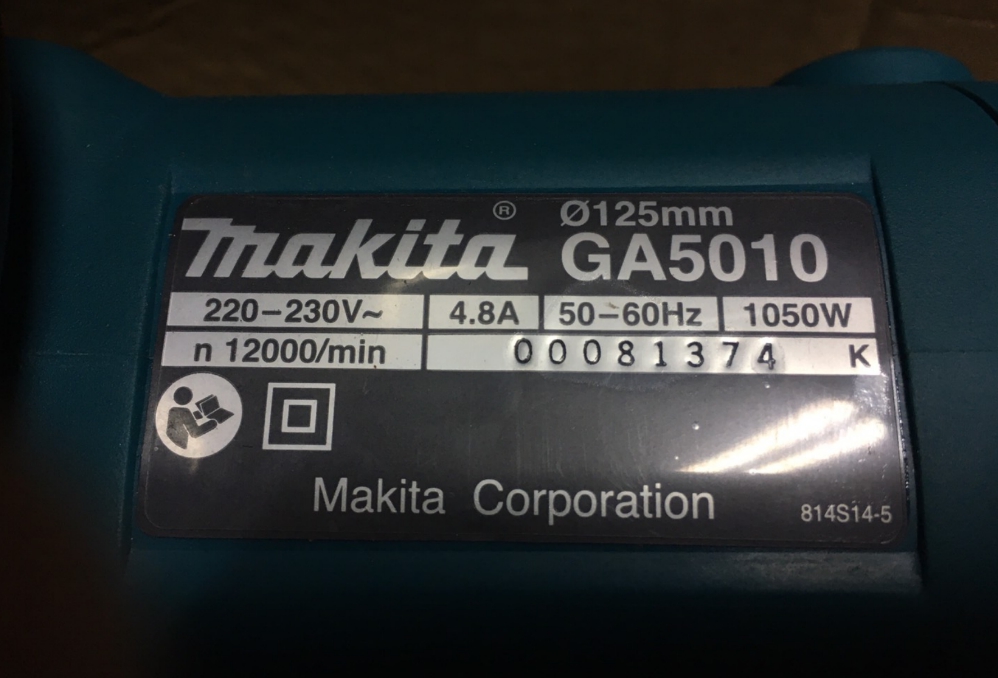 makita® Ø125mm
GA5010
220–230V~ 4.8A 50–60Hz 1050W
n 12000/min 00081374 K
Makita Corporation
814S14-5